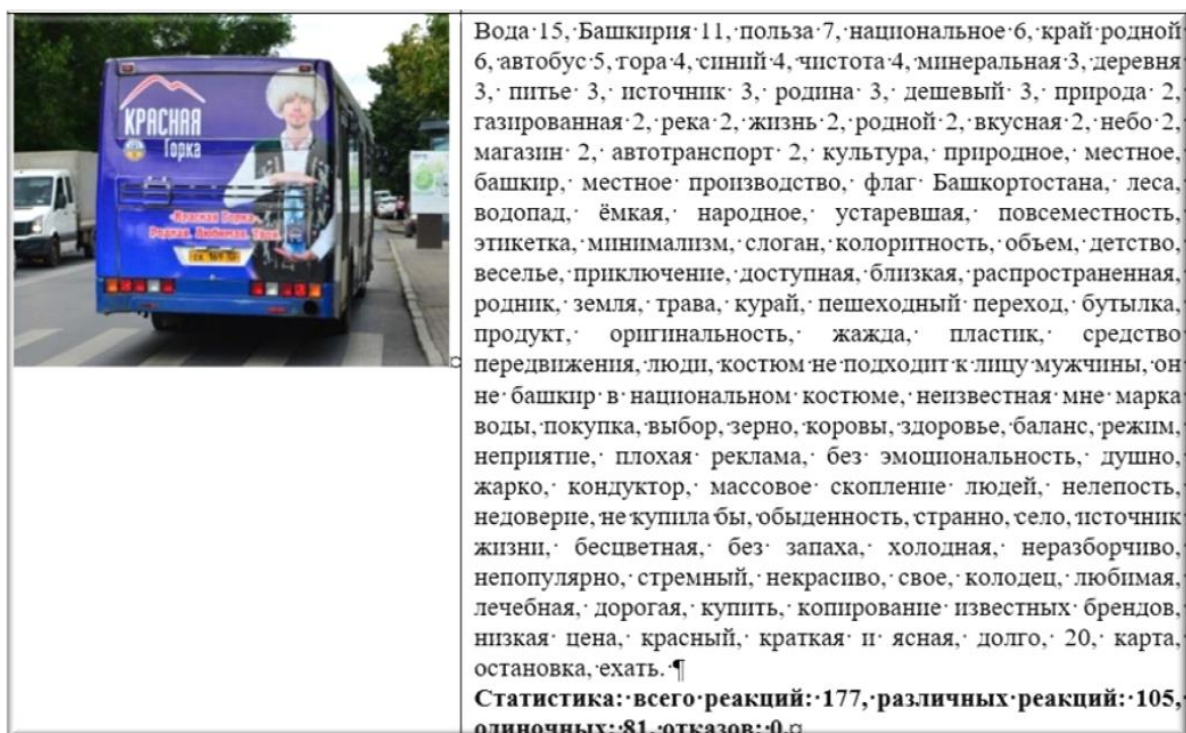 КРАСНАЯ
Горка
«Красная Горка»
Родная. Любимая. Твоя.
Вода·15,·Башкирия·11,·польза·7,·национальное·6,·край·родной·
6,·автобус·5,·гора·4,·синий·4,·чистота·4,·минеральная·3,·деревня·
3,· питье· 3,· источник· 3,· родина· 3,· дешевый· 3,· природа· 2,·
газированная·2,·река·2,·жизнь·2,·родной·2,·вкусная·2,·небо·2,·
магазин· 2,· автотранспорт· 2,· культура,· природное,· местное,·
башкир,· местное· производство,· флаг· Башкортостана,· леса,·
водопад,· ёмкая,· народное,· устаревшая,· повсеместность,·
этикетка,·минимализм,·слоган,·колоритность,·объем,·детство,·
веселье,·приключение,·доступная,·близкая,·распространенная,·
родник,·земля,·трава,·курай,·пешеходный·переход,·бутылка,·
продукт,· оригинальность,· жажда,· пластик,· средство·
передвижения,·люди,·костюм·не·подходит·к·лицу·мужчины,·он·
не·башкир·в·национальном·костюме,·неизвестная·мне·марка·
воды,·покупка,·выбор,·зерно,·коровы,·здоровье,·баланс,·режим,·
неприятие,· плохая· реклама,· без· эмоциональность,· душно,·
жарко,· кондуктор,· массовое· скопление· людей,· нелепость,·
недоверие,·не·купила·бы,·обыденность,·странно,·село,·источник·
жизни,· бесцветная,· без· запаха,· холодная,· неразборчиво,·
непопулярно,·стремный,·некрасиво,·свое,·колодец,·любимая,·
лечебная,· дорогая,· купить,· копирование· известных· брендов,·
низкая· цена,· красный,· краткая· и· ясная,· долго,· 20,· карта,·
остановка,·ехать.·¶
Статистика:·всего·реакций:·177,·различных·реакций:·105,·
одиночных:·81,·отказов:·0.¤